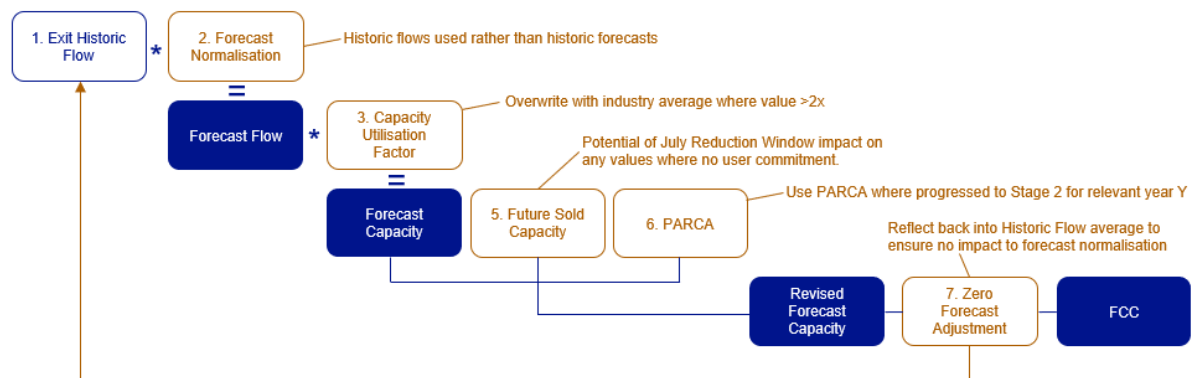 1. Exit Historic
Flow
*
2. Forecast
Normalisation
Historic flows used rather than historic forecasts
=
Forecast Flow
*
3. Capacity
Utilisation
Factor
Overwrite with industry average where value >2x
=
Forecast
Capacity
5. Future Sold
Capacity
Potential of July Reduction Window impact on
any values where no user commitment.
6. PARCA
Use PARCA where progressed to Stage 2 for relevant year Y
Reflect back into Historic Flow average to
ensure no impact to forecast normalisation
Revised
Forecast
Capacity
7. Zero
Forecast
Adjustment
FCC